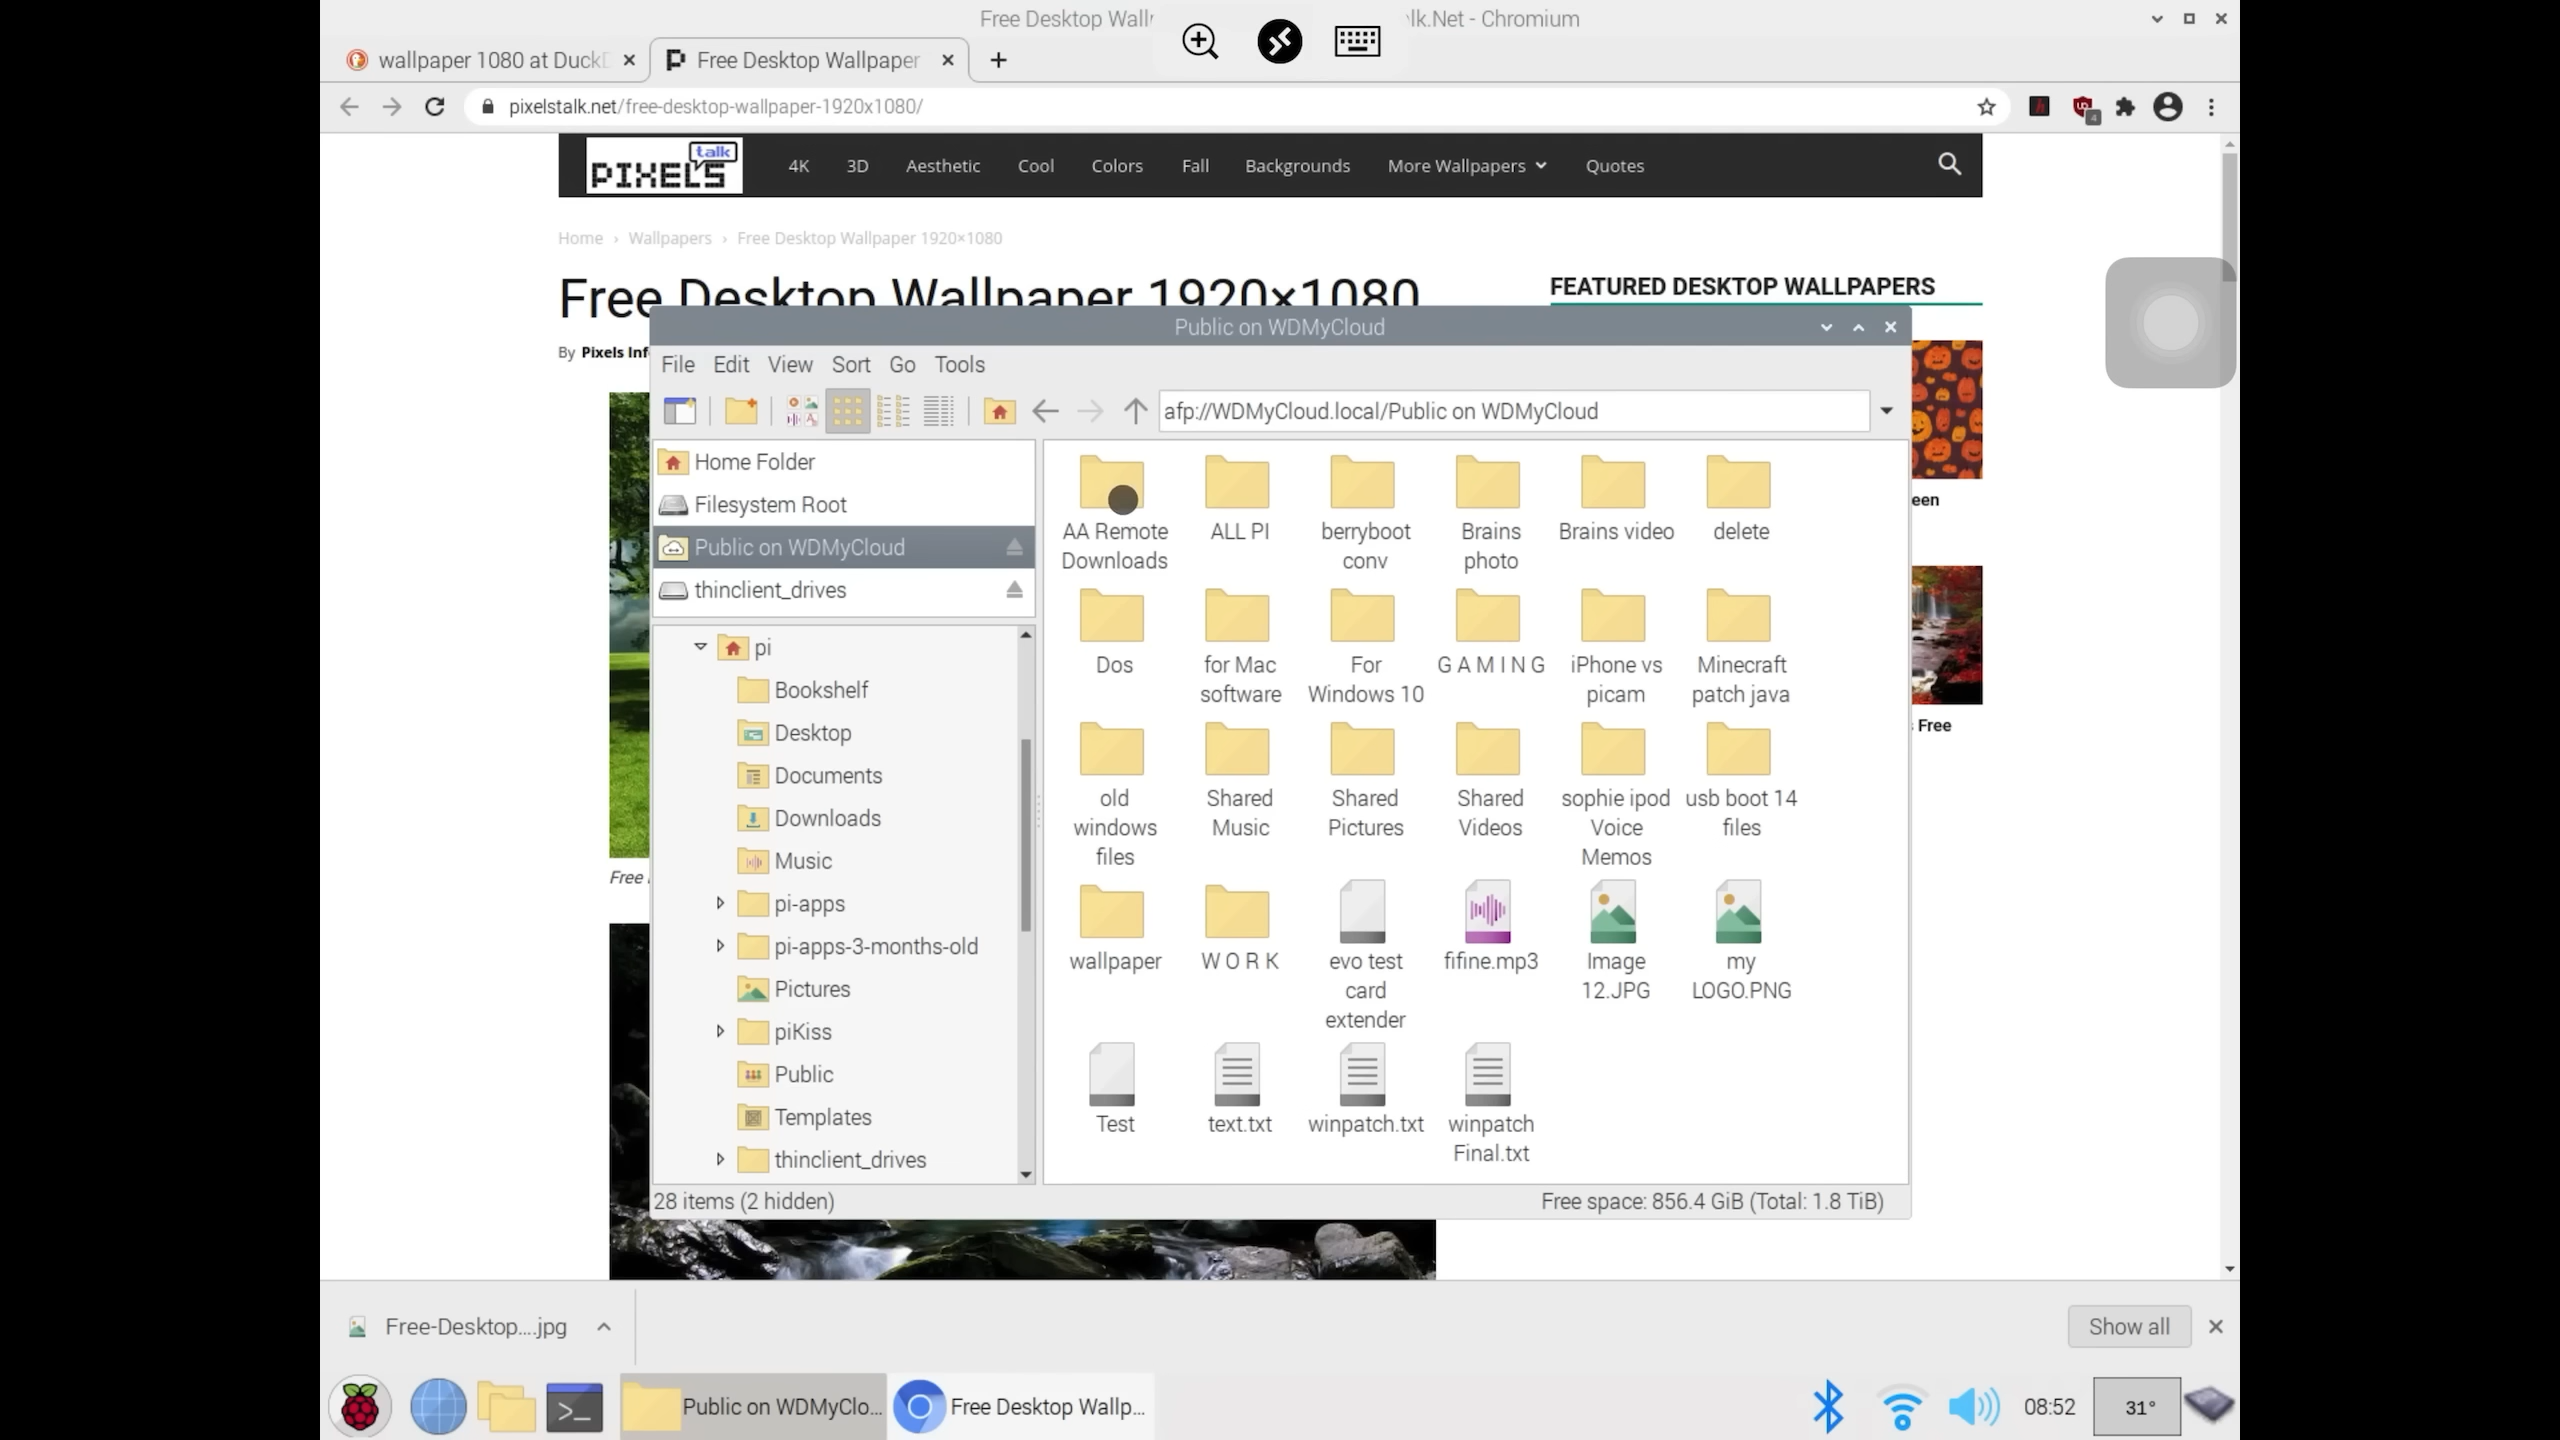 Free Desktop Wall
lk.Net - Chromium
wallpaper 1080 at DuckD
Free Desktop Wallpaper
pixelstalk.net/free-desktop-wallpaper-1920x1080/
4
talk
PIXELS
4K
3D
Aesthetic
Cool
Colors
Fall
Backgrounds
More Wallpapers
Quotes
Home › Wallpapers › Free Desktop Wallpaper 1920×1080
Free Desktop Wallpaper 1920×1080
FEATURED DESKTOP WALLPAPERS
By Pixels Inf
Public on WDMyCloud
File Edit View Sort Go Tools
afp://WDMyCloud.local/Public on WDMyCloud
Home Folder
Filesystem Root
Public on WDMyCloud
thinclient_drives
pi
Bookshelf
Desktop
Documents
Downloads
Music
pi-apps
pi-apps-3-months-old
Pictures
piKiss
Public
Templates
thinclient_drives
AA Remote
Downloads
ALL PI
berryboot
conv
Brains
photo
Brains video
delete
Dos
for Mac
software
For
Windows 10
G A M I N G
iPhone vs
picam
Minecraft
patch java
old
windows
files
Shared
Music
Shared
Pictures
Shared
Videos
sophie ipod
Voice
Memos
usb boot 14
files
wallpaper
W O R K
evo test
card
extender
fifine.mp3
Image
12.JPG
my
LOGO.PNG
Test
text.txt
winpatch.txt
winpatch
Final.txt
28 items (2 hidden)
Free space: 856.4 GiB (Total: 1.8 TiB)
een
Free
Free
Free-Desktop....jpg
Show all
Public on WDMyClo...
Free Desktop Wallp...
08:52
31°